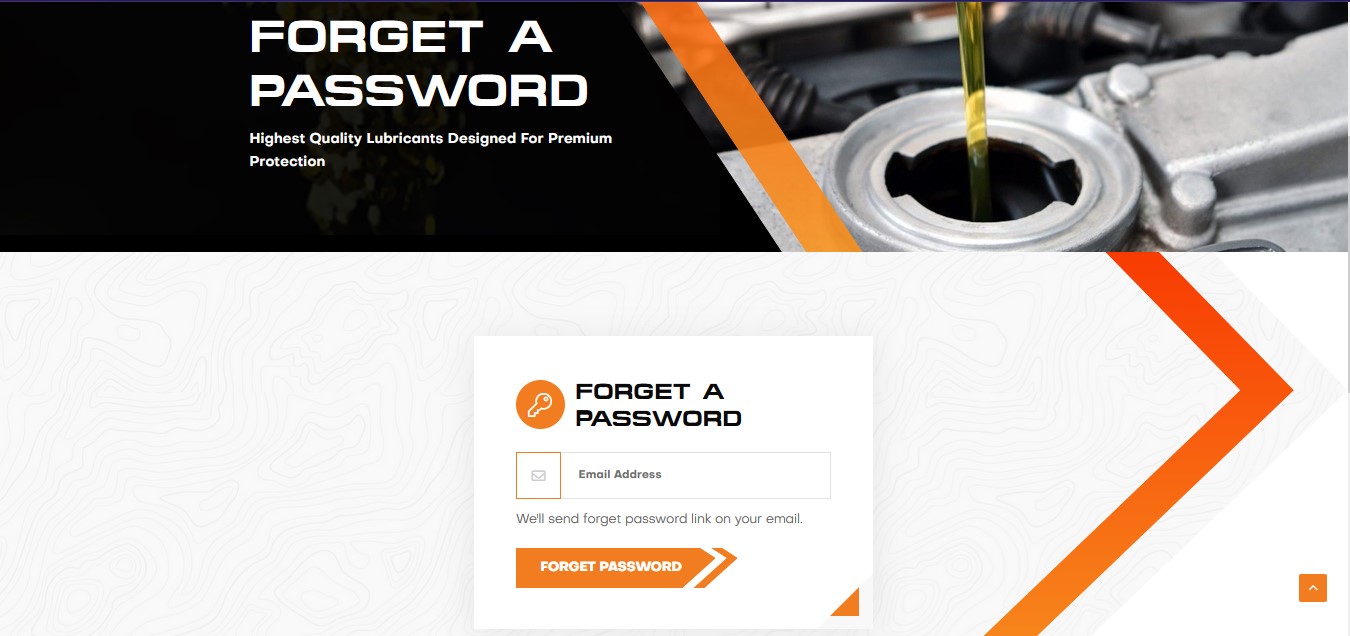 FORGET A
PASSWORD
Highest Quality Lubricants Designed For Premium
Protection
FORGET A
PASSWORD
Email Address
We'll send forget password link on your email.
FORGET PASSWORD